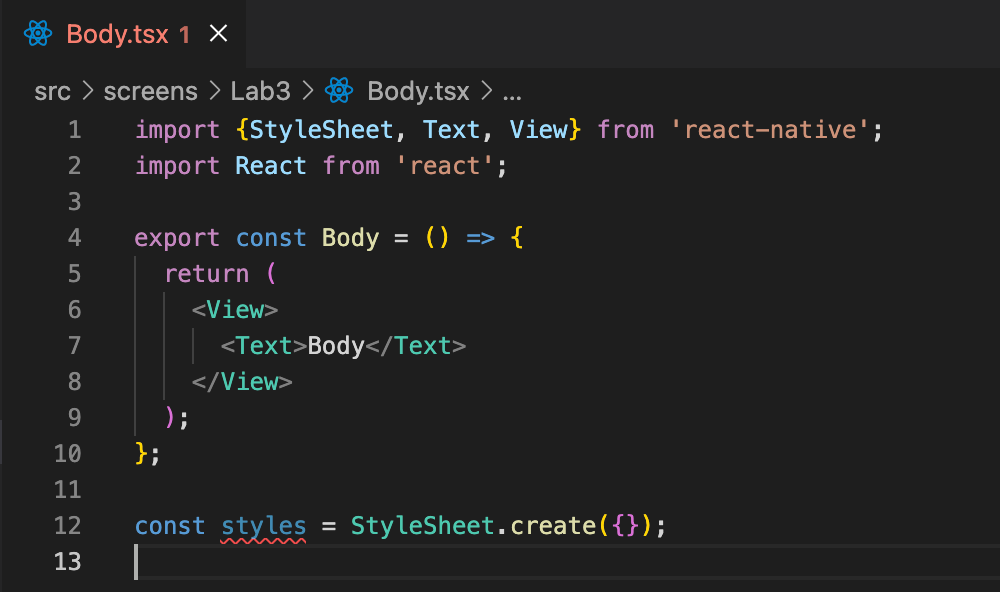 Body.tsx 1
src > screens > Lab3 > Body.tsx > ...
1 import {StyleSheet, Text, View} from 'react-native';
2 import React from 'react';
3
4 export const Body = () => {
5   return (
6     <View>
7       <Text>Body</Text>
8     </View>
9   );
10 };
11
12 const styles = StyleSheet.create({});
13